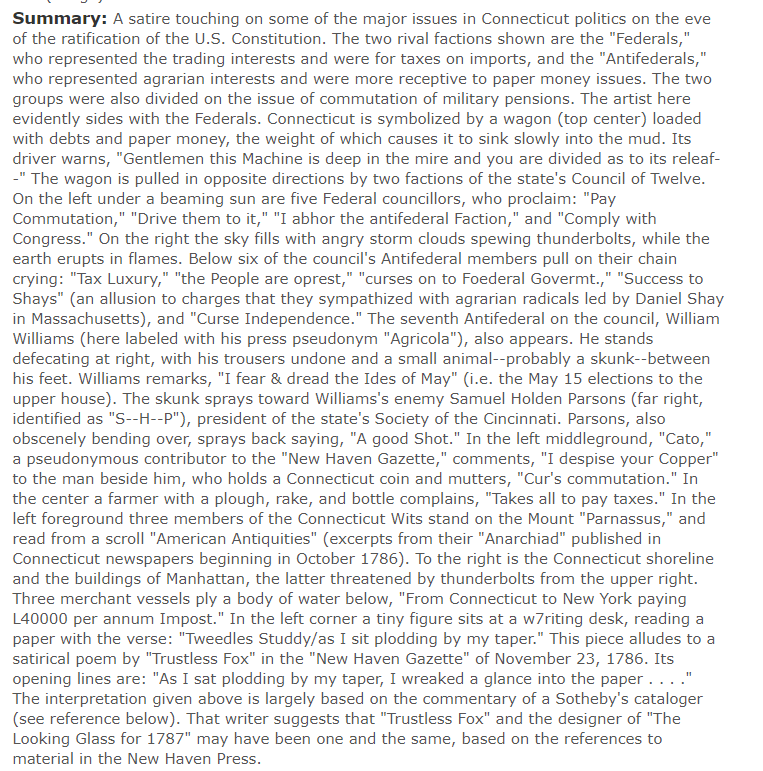 Summary: A satire touching on some of the major issues in Connecticut politics on the eve
of the ratification of the U.S. Constitution. The two rival factions shown are the "Federals,"
who represented the trading interests and were for taxes on imports, and the "Antifederals,"
who represented agrarian interests and were more receptive to paper money issues. The two
groups were also divided on the issue of commutation of military pensions. The artist here
evidently sides with the Federals. Connecticut is symbolized by a wagon (top center) loaded
with debts and paper money, the weight of which causes it to sink slowly into the mud. Its
driver warns, "Gentlemen this Machine is deep in the mire and you are divided as to its releaf-
-" The wagon is pulled in opposite directions by two factions of the state's Council of Twelve.
On the left under a beaming sun are five Federal councillors, who proclaim: "Pay
Commutation," "Drive them to it," "I abhor the antifederal Faction," and "Comply with
Congress." On the right the sky fills with angry storm clouds spewing thunderbolts, while the
earth erupts in flames. Below six of the council's Antifederal members pull on their chain
crying: "Tax Luxury," "the People are oprest," "curses on to Foederal Govermt.," "Success to
Shays" (an allusion to charges that they sympathized with agrarian radicals led by Daniel Shay
in Massachusetts), and "Curse Independence." The seventh Antifederal on the council, William
Williams (here labeled with his press pseudonym "Agricola"), also appears. He stands
defecating at right, with his trousers undone and a small animal--probably a skunk--between
his feet. Williams remarks, "I fear & dread the Ides of May" (i.e. the May 15 elections to the
upper house). The skunk sprays toward Williams's enemy Samuel Holden Parsons (far right,
identified as "S--H--P"), president of the state's Society of the Cincinnati. Parsons, also
obscenely bending over, sprays back saying, "A good Shot." In the left middleground, "Cato,"
a pseudonymous contributor to the "New Haven Gazette," comments, "I despise your Copper"
to the man beside him, who holds a Connecticut coin and mutters, "Cur's commutation." In
the center a farmer with a plough, rake, and bottle complains, "Takes all to pay taxes." In the
left foreground three members of the Connecticut Wits stand on the Mount "Parnassus," and
read from a scroll "American Antiquities" (excerpts from their "Anarchiad" published in
Connecticut newspapers beginning in October 1786). To the right is the Connecticut shoreline
and the buildings of Manhattan, the latter threatened by thunderbolts from the upper right.
Three merchant vessels ply a body of water below, "From Connecticut to New York paying
L40000 per annum Impost." In the left corner a tiny figure sits at a w7riting desk, reading a
paper with the verse: "Tweedles Studdy/as I sit plodding by my taper." This piece alludes to a
satirical poem by "Trustless Fox" in the "New Haven Gazette" of November 23, 1786. Its
opening lines are: "As I sat plodding by my taper, I wreaked a glance into the paper . . . ."
The interpretation given above is largely based on the commentary of a Sotheby's cataloger
(see reference below). That writer suggests that "Trustless Fox" and the designer of "The
Looking Glass for 1787" may have been one and the same, based on the references to
material in the New Haven Press.